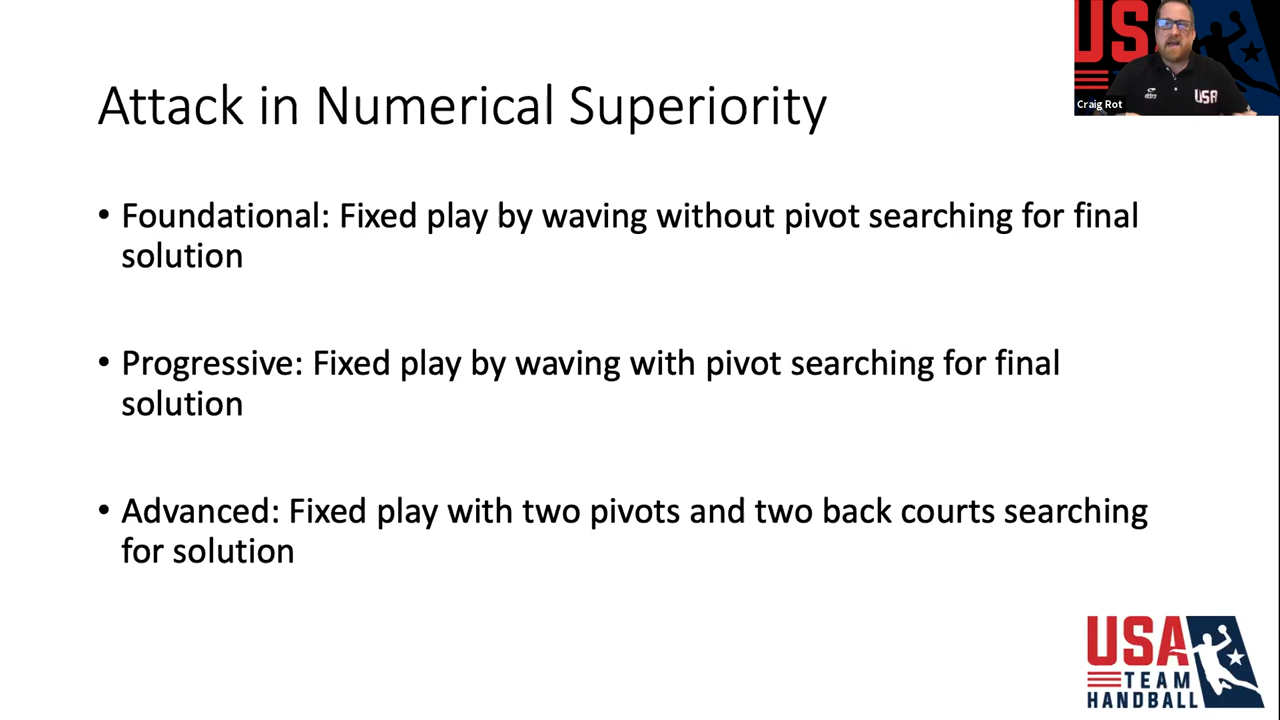 USA
USA
Craig Rot
Attack in Numerical Superiority
• Foundational: Fixed play by waving without pivot searching for final
solution
• Progressive: Fixed play by waving with pivot searching for final
solution
• Advanced: Fixed play with two pivots and two back courts searching
for solution
USA
TEAM
HANDBALL